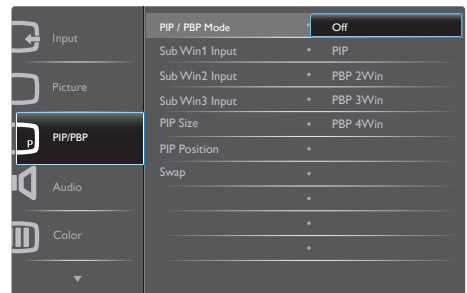 Input
Picture
P
PIP/PBP
Audio
Color
PIP / PBP Mode
Sub Win1 Input
Sub Win2 Input
Sub Win3 Input
PIP Size
PIP Position
Swap
Off
PIP
PBP 2Win
PBP 3Win
PBP 4Win